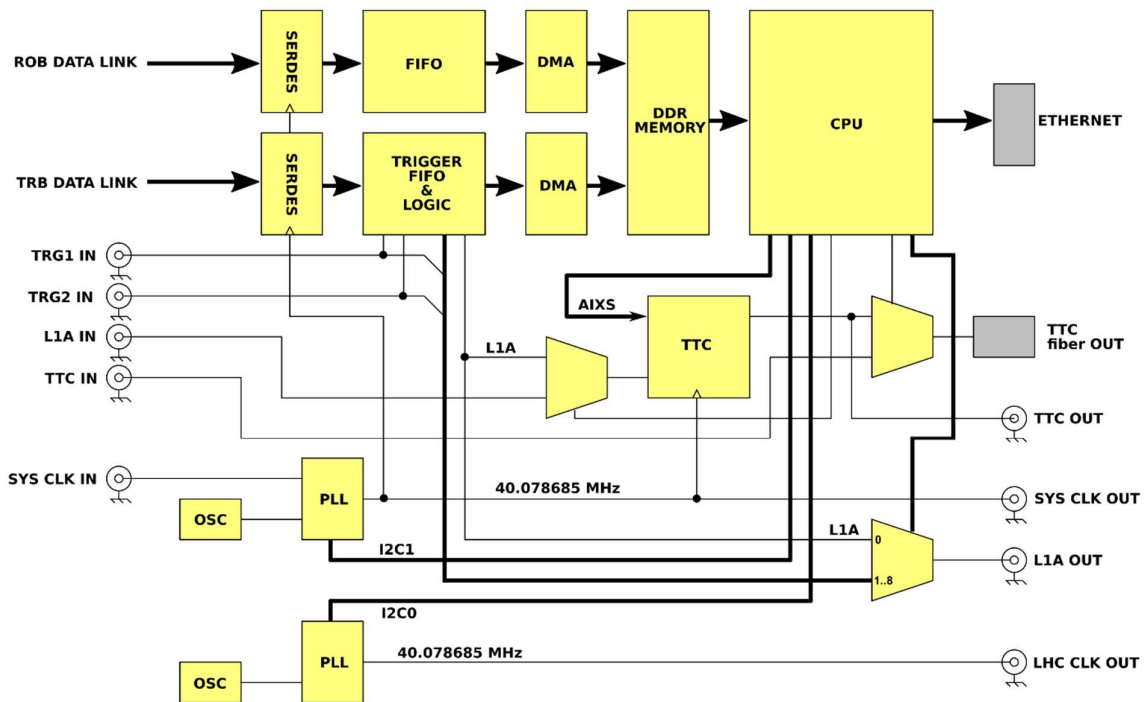 ROB DATA LINK
SERDES
FIFO
DMA
DDR
MEMORY
CPU
ETHERNET
TRB DATA LINK
SERDES
TRIGGER
FIFO
&
LOGIC
DMA
TRG1 IN
TRG2 IN
L1A IN
TTC IN
AIXS
L1A
TTC
TTC
fiber OUT
TTC OUT
SYS CLK IN
OSC
PLL
40.078685 MHz
SYS CLK OUT
I2C1
L1A
0
1..8
L1A OUT
I2C0
OSC
PLL
40.078685 MHz
LHC CLK OUT